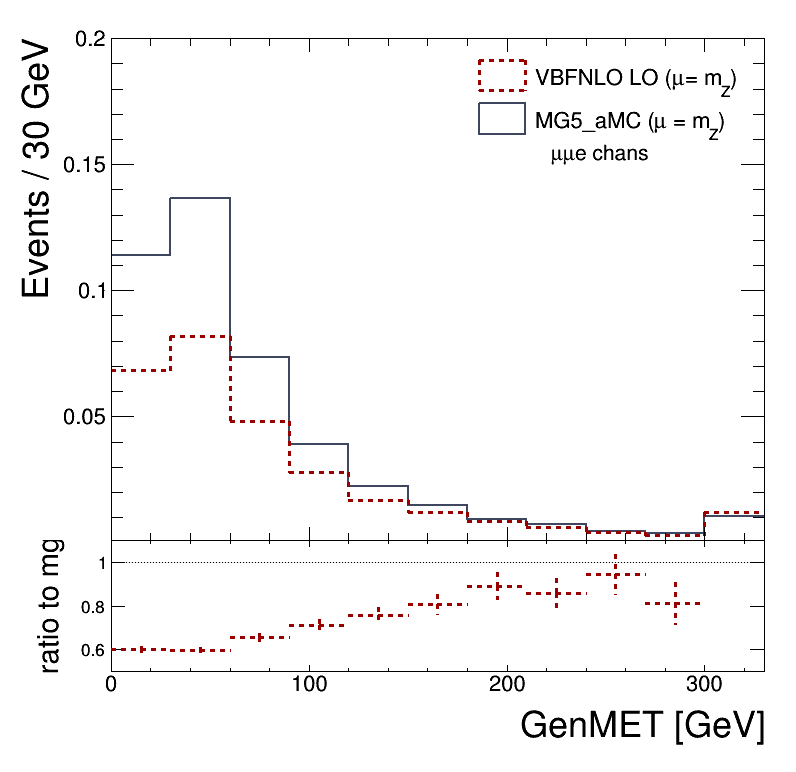 0.2
0.15
0.1
0.05
Events / 30 GeV
VBFNLO LO (μ= m_Z)
MG5_aMC (μ = m_Z)
μμe chans
1
0.8
0.6
ratio to mg
0 100 200 300
GenMET [GeV]